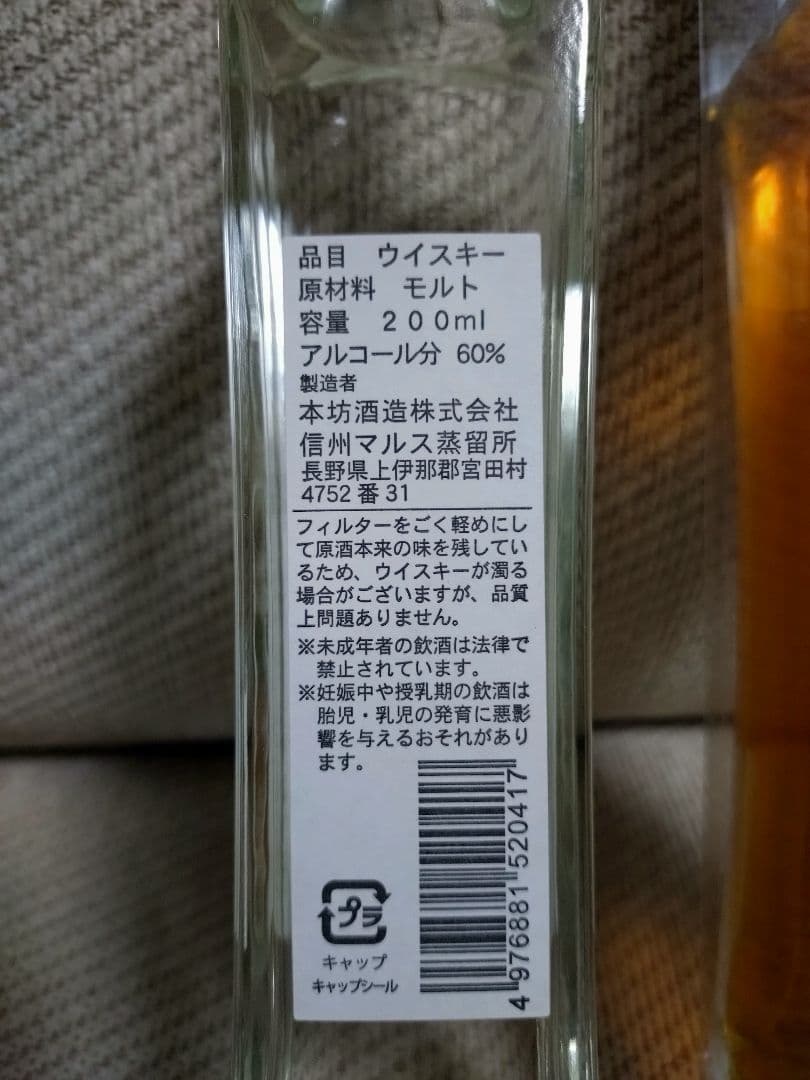 品目　ウイスキー
原材料　モルト
容量　２００ml
アルコール分 60%
製造者
本坊酒造株式会社
信州マルス蒸留所
長野県上伊那郡宮田村
4752番31
フィルターをごく軽めにし
て原酒本来の味を残してい
るため、ウイスキーが濁る
場合がございますが、品質
上問題ありません。
※未成年者の飲酒は法律で
禁止されています。
※妊娠中や授乳期の飲酒は
胎児・乳児の発育に悪影
響を与えるおそれがあり
ます。
4 976881 520417
プラ
キャップ
キャップシール